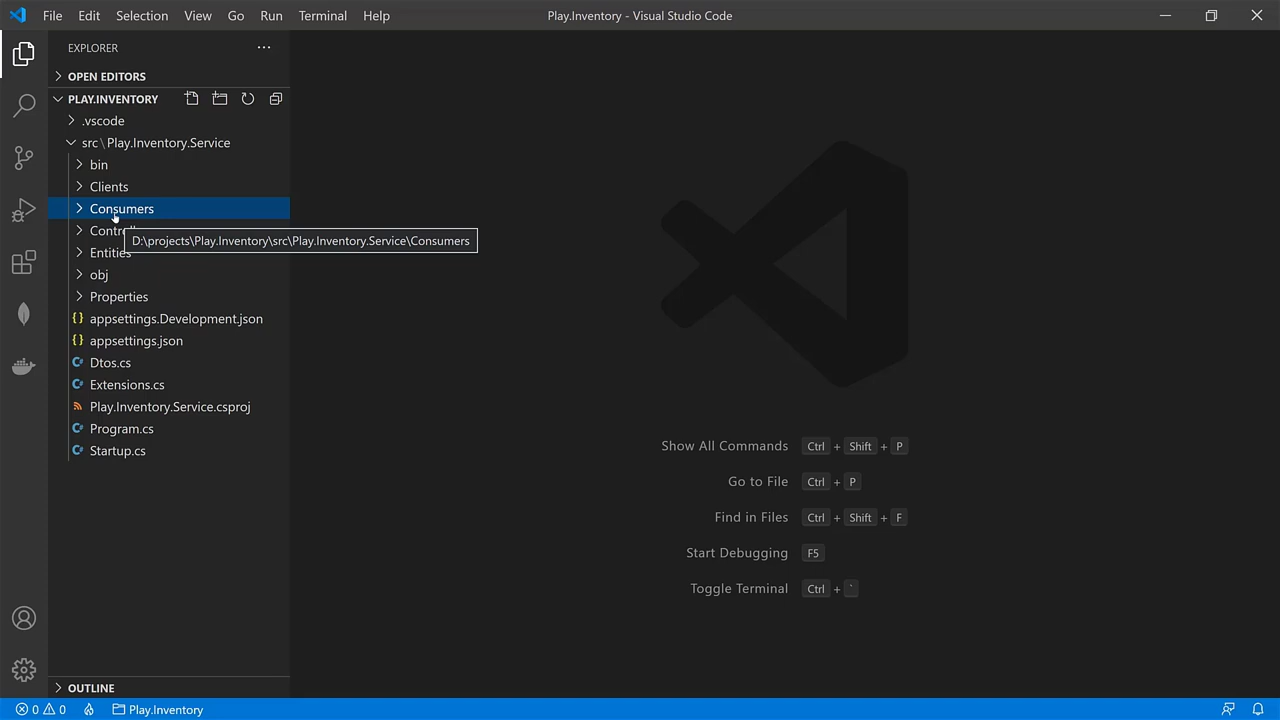 File Edit Selection View Go Run Terminal Help
Play.Inventory - Visual Studio Code
EXPLORER
OPEN EDITORS
PLAY.INVENTORY
.vscode
src\Play.Inventory.Service
bin
Clients
Consumers
D:\projects\Play.Inventory\src\Play.Inventory.Service\Consumers
Entities
obj
Properties
{} appsettings.Development.json
{} appsettings.json
C# Dtos.cs
C# Extensions.cs
Play.Inventory.Service.csproj
C# Program.cs
C# Startup.cs
Show All Commands Ctrl + Shift + P
Go to File Ctrl + P
Find in Files Ctrl + Shift + F
Start Debugging F5
Toggle Terminal Ctrl + `
OUTLINE
0 0 Play.Inventory